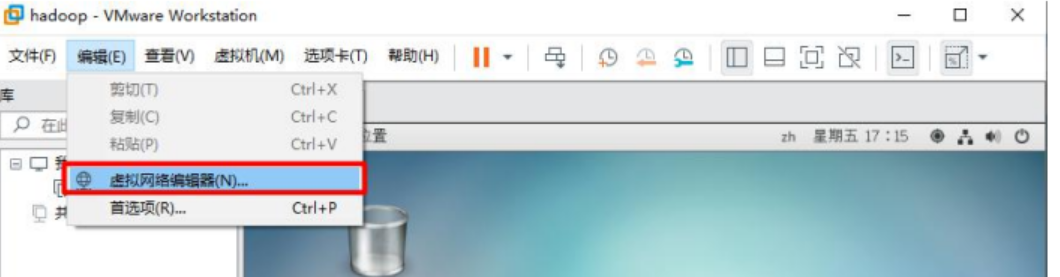 hadoop - VMware Workstation
文件(F) 编辑(E) 查看(V) 虚拟机(M) 选项卡(T) 帮助(H)
库
剪切(T) Ctrl+X
复制(C) Ctrl+C
在此
位置 zh 星期五 17:15
粘贴(P) Ctrl+V
虚拟网络编辑器(N)...
首选项(R)... Ctrl+P